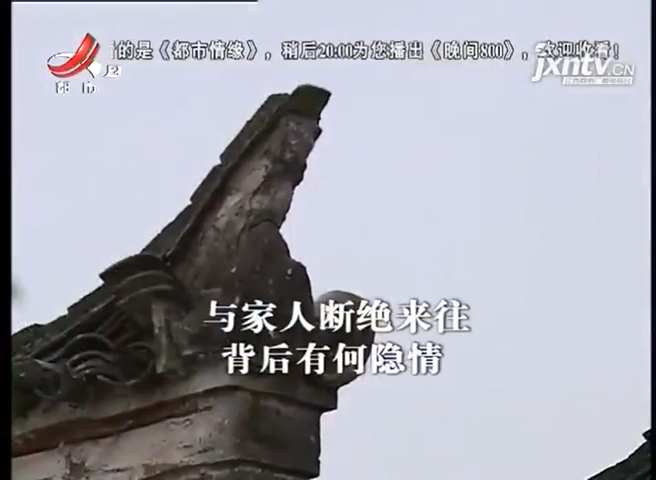 的是《都市情缘》，稍后20:00为您播出《晚间800》，欢迎收看！
2
都市
jxntv.CN
与家人断绝来往
背后有何隐情